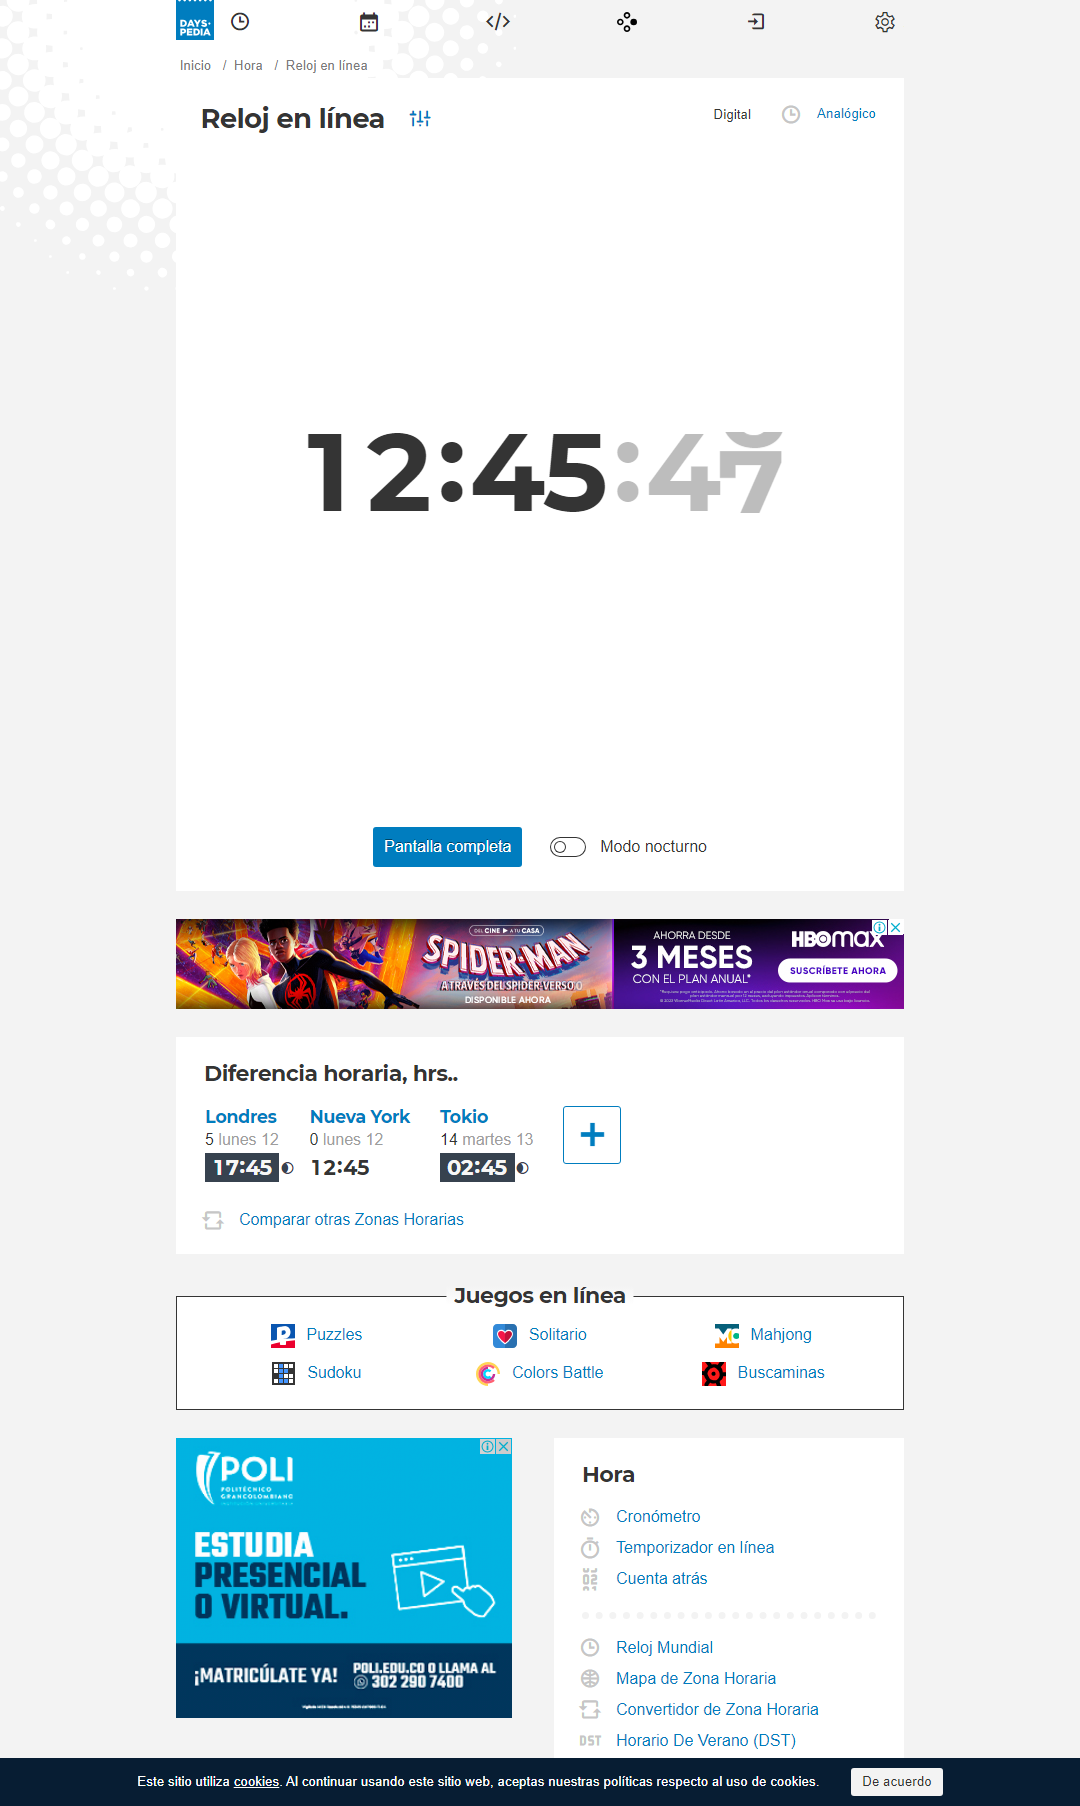 DAYS·
PEDIA
Inicio / Hora / Reloj en línea
Reloj en línea
Digital
Analógico
12:45:47
Pantalla completa
Modo nocturno
DEL CINE ▶ A TU CASA
SPIDER-MAN
A TRAVÉS DEL SPIDER-VERSO
DISPONIBLE AHORA
AHORRA DESDE
3 MESES
CON EL PLAN ANUAL*
HBOmax
SUSCRÍBETE AHORA
Diferencia horaria, hrs..
Londres
5 lunes 12
17:45
Nueva York
0 lunes 12
12:45
Tokio
14 martes 13
02:45
+
Comparar otras Zonas Horarias
Juegos en línea
Puzzles
Solitario
Mahjong
Sudoku
Colors Battle
Buscaminas
POLI
POLITÉCNICO
GRANCOLOMBIANO
ESTUDIA
PRESENCIAL
O VIRTUAL.
¡MATRICÚLATE YA!
POLI.EDU.CO O LLAMA AL
302 290 7400
Hora
Cronómetro
Temporizador en línea
Cuenta atrás
Reloj Mundial
Mapa de Zona Horaria
Convertidor de Zona Horaria
DST Horario De Verano (DST)
Este sitio utiliza cookies. Al continuar usando este sitio web, aceptas nuestras políticas respecto al uso de cookies.
De acuerdo